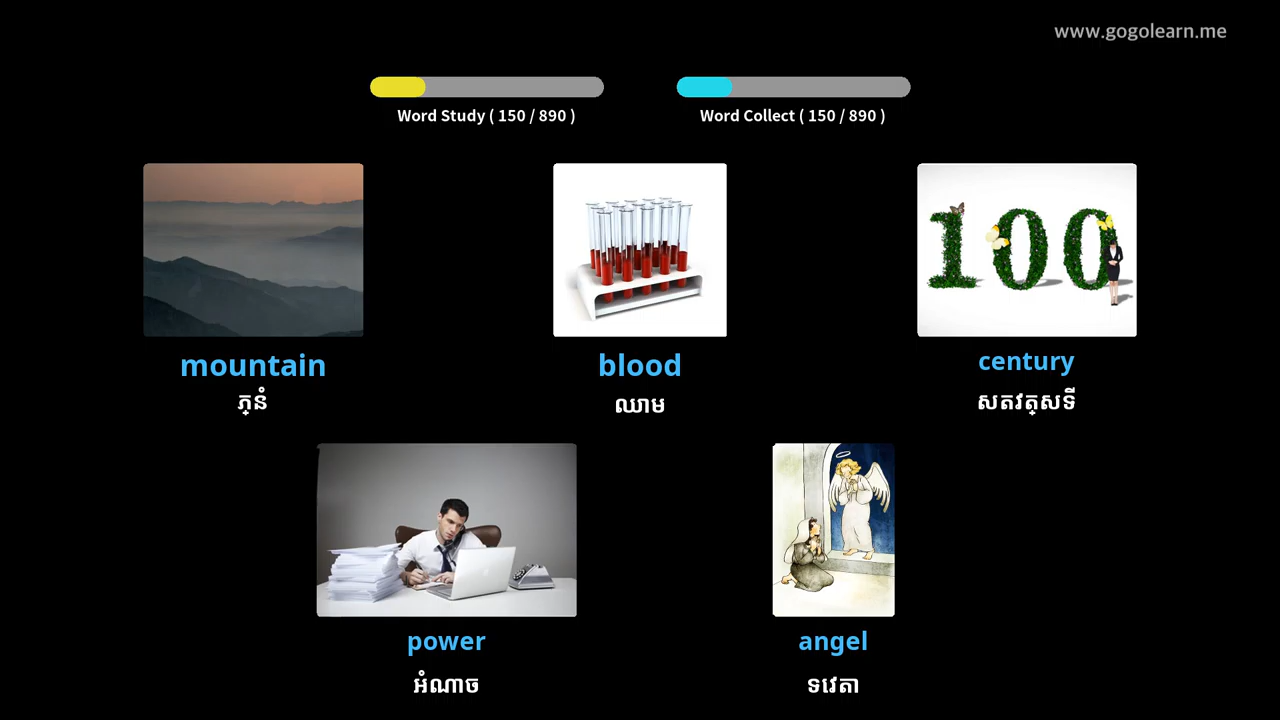 www.gogolearn.me
Word Study ( 150 / 890 )
Word Collect ( 150 / 890 )
mountain
ភ្នំ
blood
ឈាម
century
សតវត្សទី
power
អំណាច
angel
ទេវតា